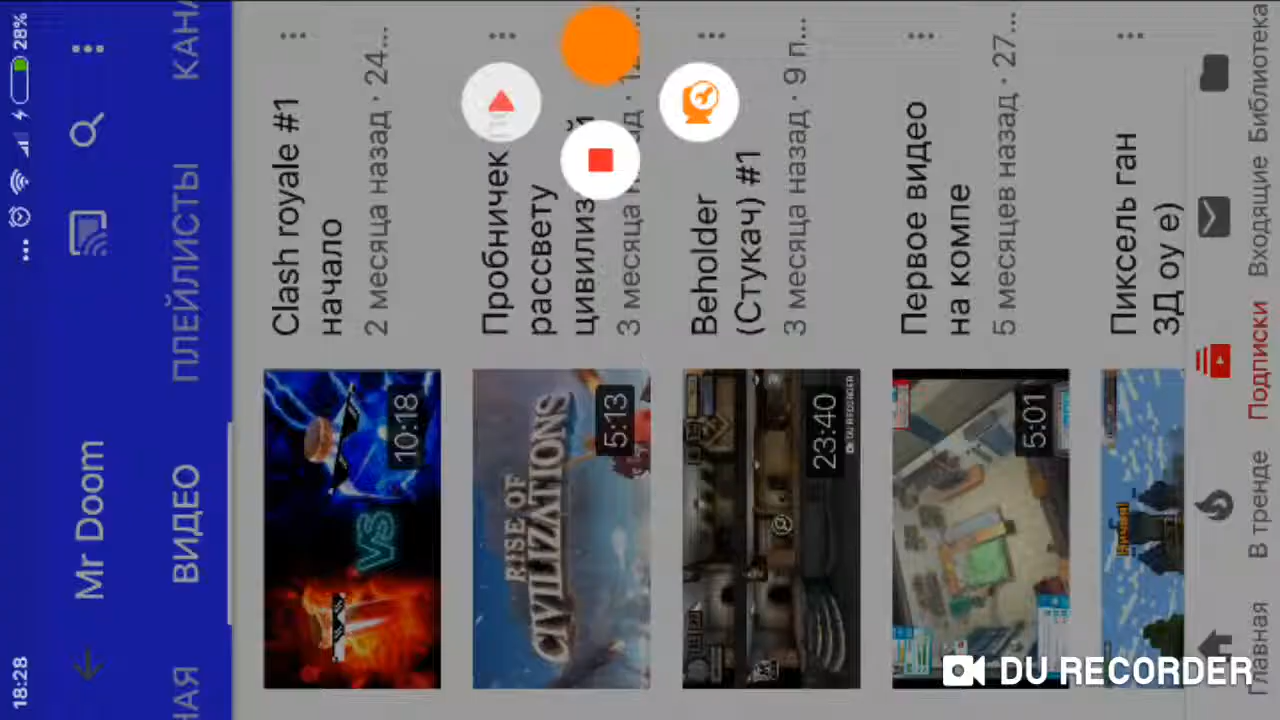 18:28
28%
Mr Doom
НАЯ
ВИДЕО
ПЛЕЙЛИСТЫ
КАНА
VS
10:18
Clash royale #1
начало
2 месяца назад · 24...
RISE OF
CIVILIZATIONS
5:13
Пробничек
рассвету
3 месяца
23:40
DU RECORDER
Beholder
(Стукач) #1
3 месяца назад · 9 п...
5:01
Первое видео
на компе
5 месяцев назад · 27...
Ничья
Пиксель ган
3Д оу е)
Главная
В тренде
Подписки
Входящие
Библиотека
DU RECORDER